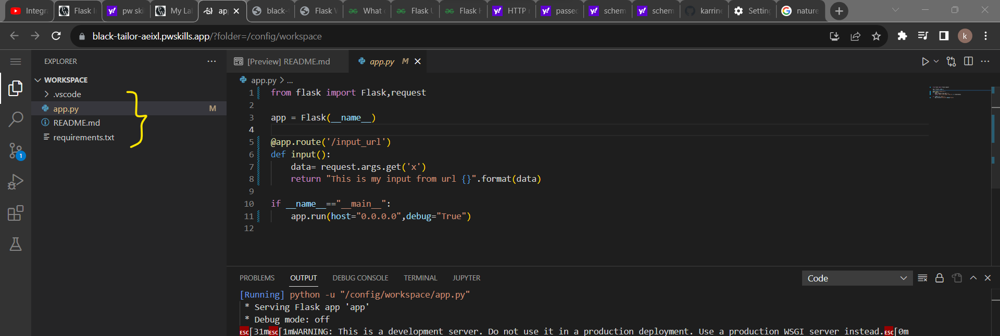 Integra Flask I pw ski My La ap black- Flask W What Flask U Flask H HTTP r passec schem schem karrine Setting nature
black-tailor-aeixl.pwskills.app/?folder=/config/workspace k
EXPLORER
WORKSPACE
.vscode
app.py M
README.md
requirements.txt
1
[Preview] README.md app.py M
app.py > ...
1 from flask import Flask,request
2
3 app = Flask(__name__)
4
5 @app.route('/input_url')
6 def input():
7 data= request.args.get('x')
8 return "This is my input from url {}".format(data)
9
10 if __name__=="__main__":
11 app.run(host="0.0.0.0",debug="True")
12
PROBLEMS OUTPUT DEBUG CONSOLE TERMINAL JUPYTER Code
[Running] python -u "/config/workspace/app.py"
* Serving Flask app 'app'
* Debug mode: off
ESC[31mESC[1mWARNING: This is a development server. Do not use it in a production deployment. Use a production WSGI server instead.ESC[0m